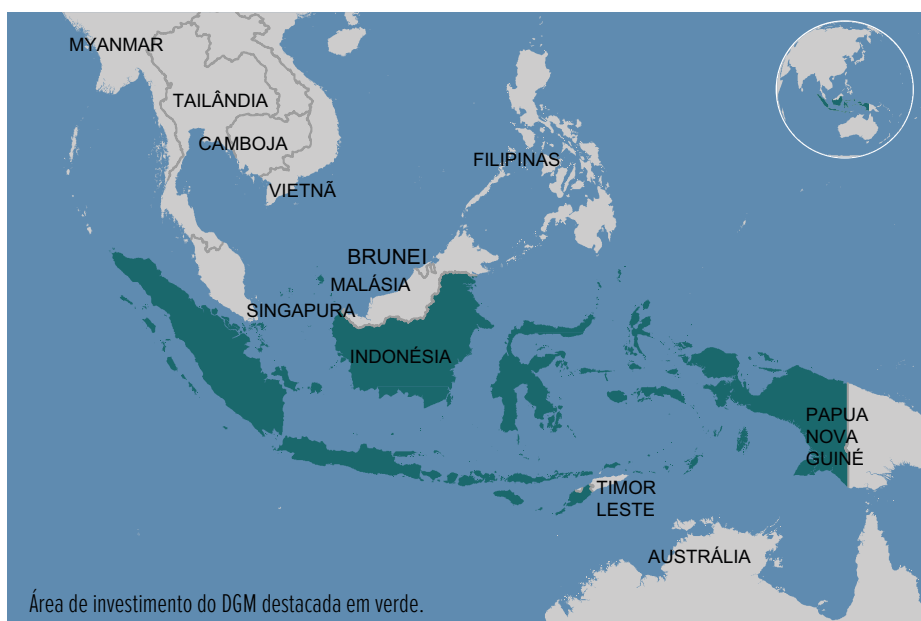 MYANMAR
TAILÂNDIA
CAMBOJA
VIETNÃ
FILIPINAS
BRUNEI
MALÁSIA
SINGAPURA
INDONÉSIA
PAPUA
NOVA
GUINÉ
TIMOR
LESTE
AUSTRÁLIA
Área de investimento do DGM destacada em verde.